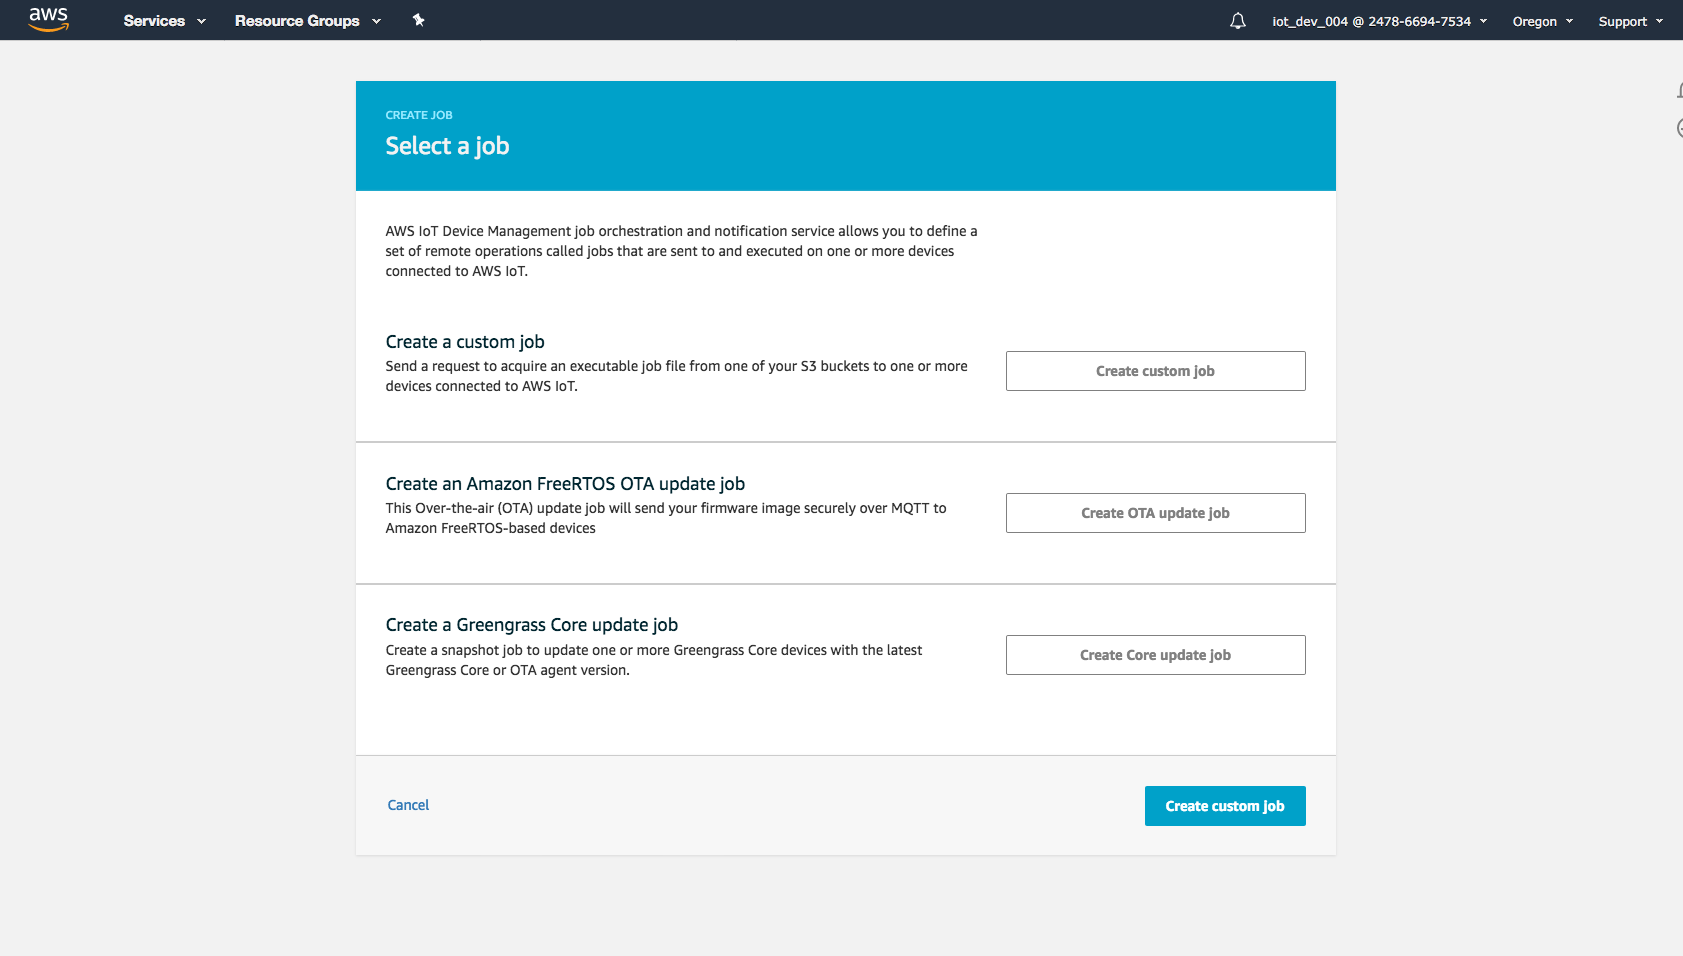 aws
Services
Resource Groups
iot_dev_004 @ 2478-6694-7534
Oregon
Support
CREATE JOB
Select a job
AWS IoT Device Management job orchestration and notification service allows you to define a
set of remote operations called jobs that are sent to and executed on one or more devices
connected to AWS IoT.
Create a custom job
Send a request to acquire an executable job file from one of your S3 buckets to one or more
devices connected to AWS IoT.
Create custom job
Create an Amazon FreeRTOS OTA update job
This Over-the-air (OTA) update job will send your firmware image securely over MQTT to
Amazon FreeRTOS-based devices
Create OTA update job
Create a Greengrass Core update job
Create a snapshot job to update one or more Greengrass Core devices with the latest
Greengrass Core or OTA agent version.
Create Core update job
Cancel
Create custom job